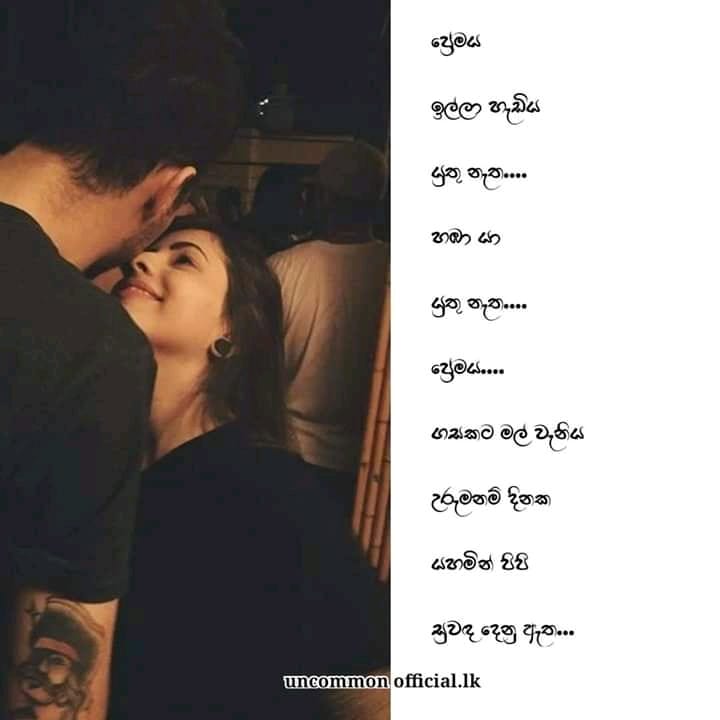 ප්‍රේමය
ඉල්ලා හැඩිය
යුතු නැත....
හඹා යා
යුතු නැත....
ප්‍රේමය....
ගසකට මල් වැනිය
උරුමනම් දිනක
යහමින් පිපි
සුවඳ දෙනු ඇත...
uncommon official.lk